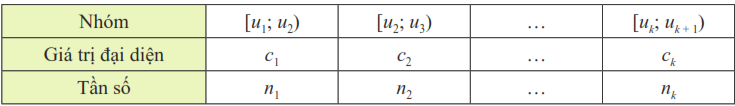 Nhóm [u₁; u₂) [u₂; u₃) … [uₖ; uₖ₊₁)
Giá trị đại diện c₁ c₂ … cₖ
Tần số n₁ n₂ … nₖ